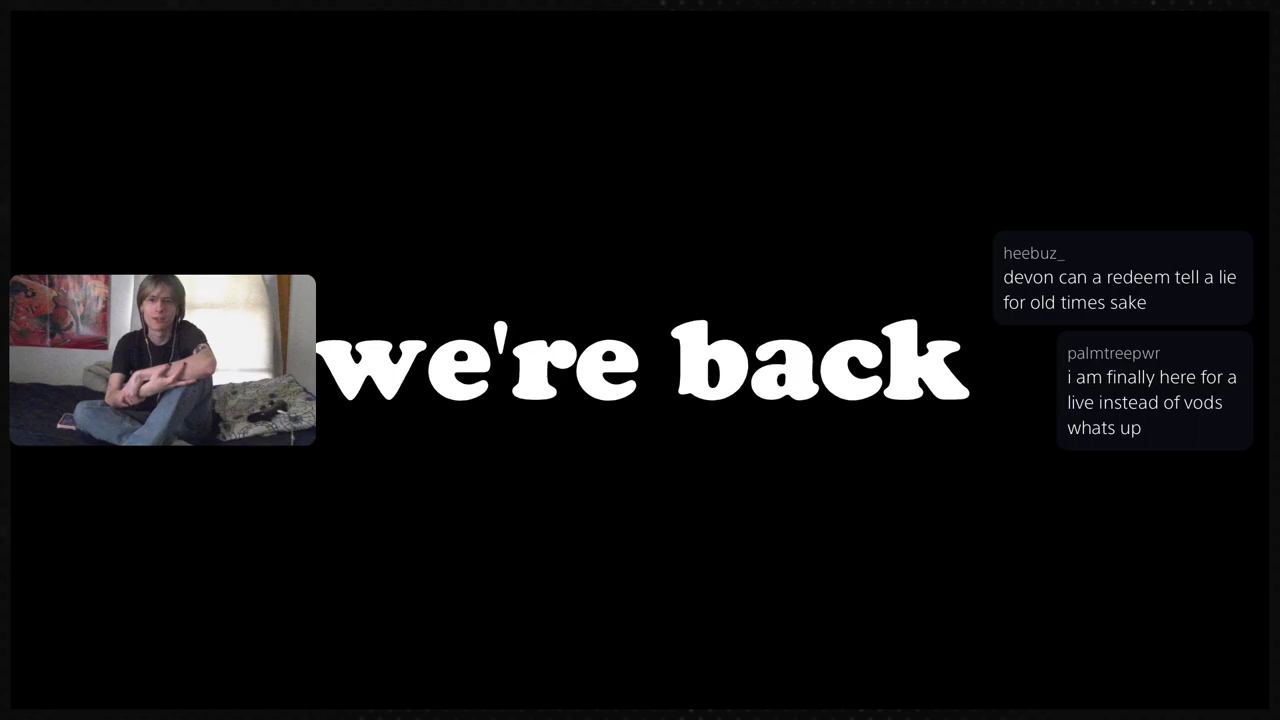 we're back
heebuz_
devon can a redeem tell a lie
for old times sake
palmtreepwr
i am finally here for a
live instead of vods
whats up